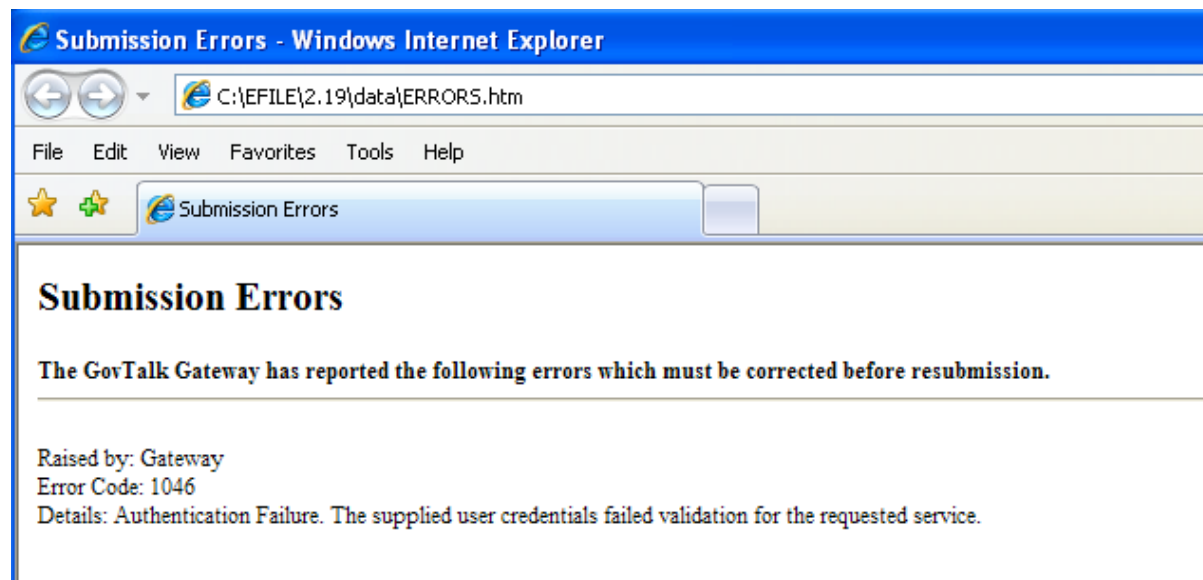 Submission Errors - Windows Internet Explorer
C:\EFILE\2.19\data\ERRORS.htm
File Edit View Favorites Tools Help
Submission Errors
Submission Errors
The GovTalk Gateway has reported the following errors which must be corrected before resubmission.
Raised by: Gateway
Error Code: 1046
Details: Authentication Failure. The supplied user credentials failed validation for the requested service.